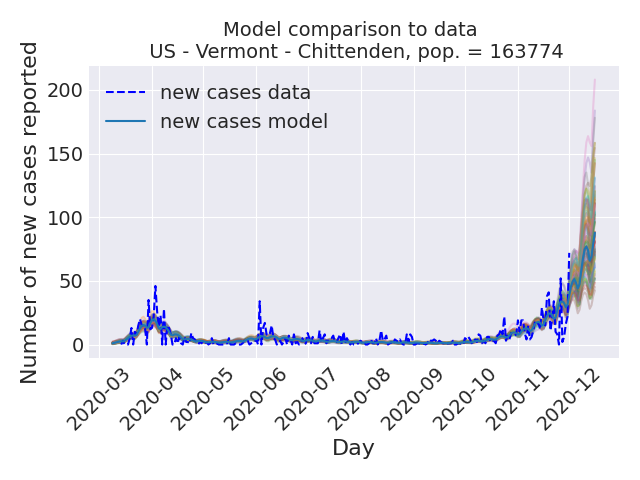 Model comparison to data
US - Vermont - Chittenden, pop. = 163774
Number of new cases reported
200
150
100
50
0
new cases data
new cases model
2020-03
2020-04
2020-05
2020-06
2020-07
2020-08
2020-09
2020-10
2020-11
2020-12
Day